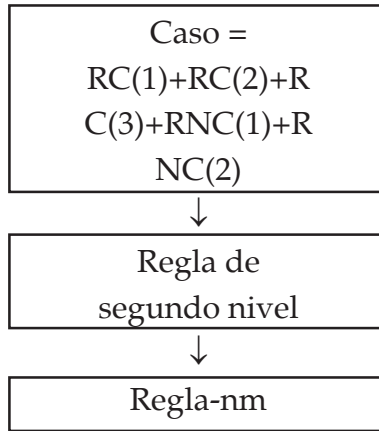 Caso =
RC(1)+RC(2)+R
C(3)+RNC(1)+R
NC(2)
↓
Regla de
segundo nivel
↓
Regla-nm